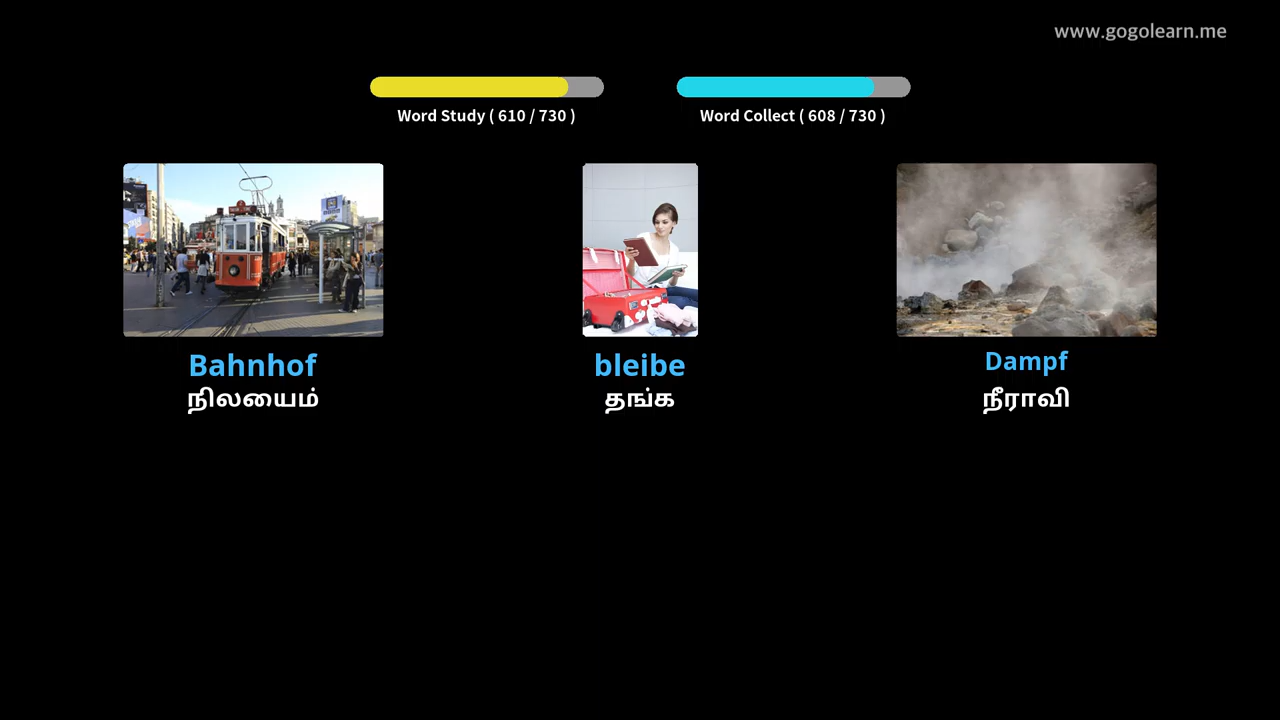 www.gogolearn.me
Word Study ( 610 / 730 )
Word Collect ( 608 / 730 )
Bahnhof
நிலையம்
bleibe
தங்க
Dampf
நீராவி